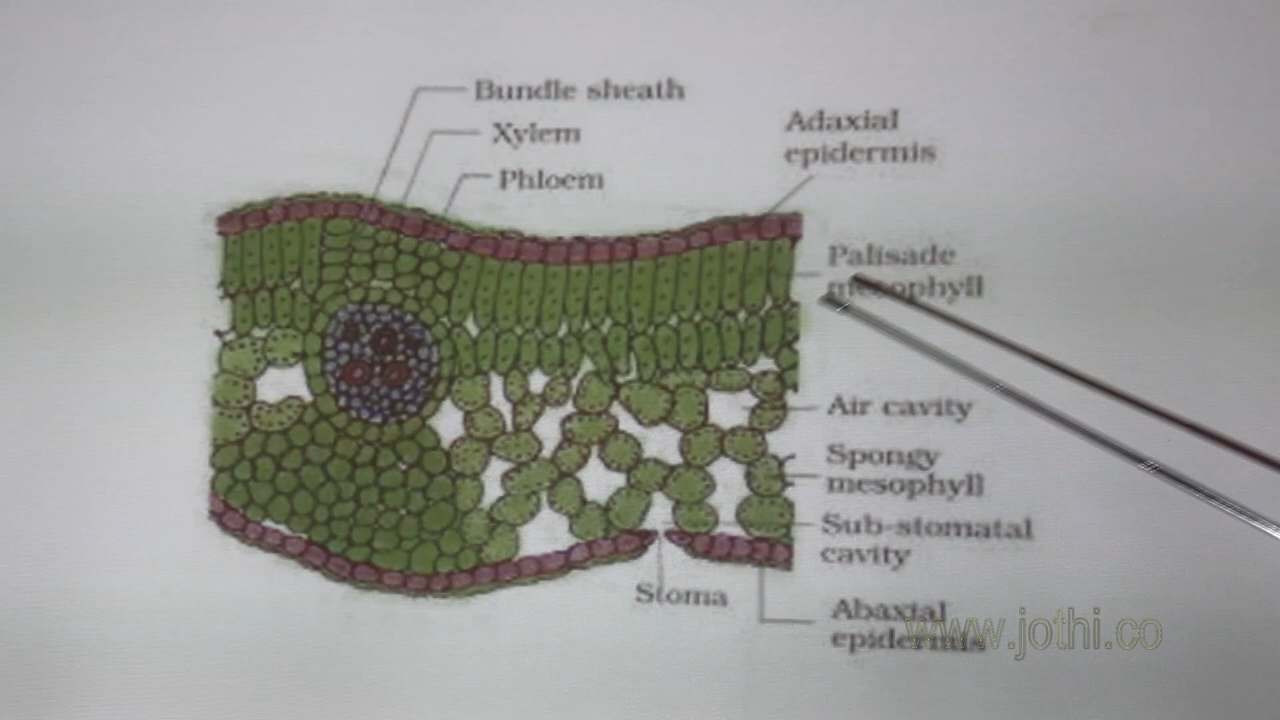 Bundle sheath
Xylem
Phloem
Adaxial
epidermis
Palisade
mesophyll
Air cavity
Spongy
mesophyll
Sub-stomatal
cavity
Stoma
Abaxial
epidermis
www.jothi.co